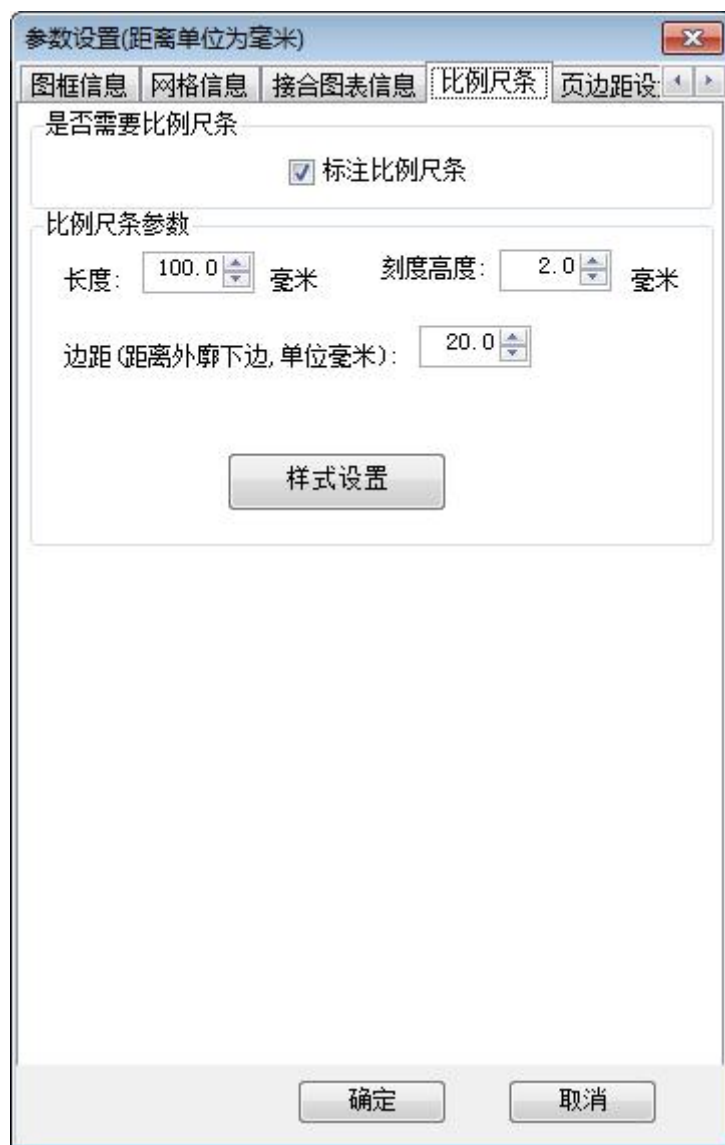 参数设置(距离单位为毫米)
图框信息 网格信息 接合图表信息 比例尺条 页边距设
是否需要比例尺条
标注比例尺条
比例尺条参数
长度: 100.0 毫米 刻度高度: 2.0 毫米
边距(距离外廓下边,单位毫米): 20.0
样式设置
确定 取消